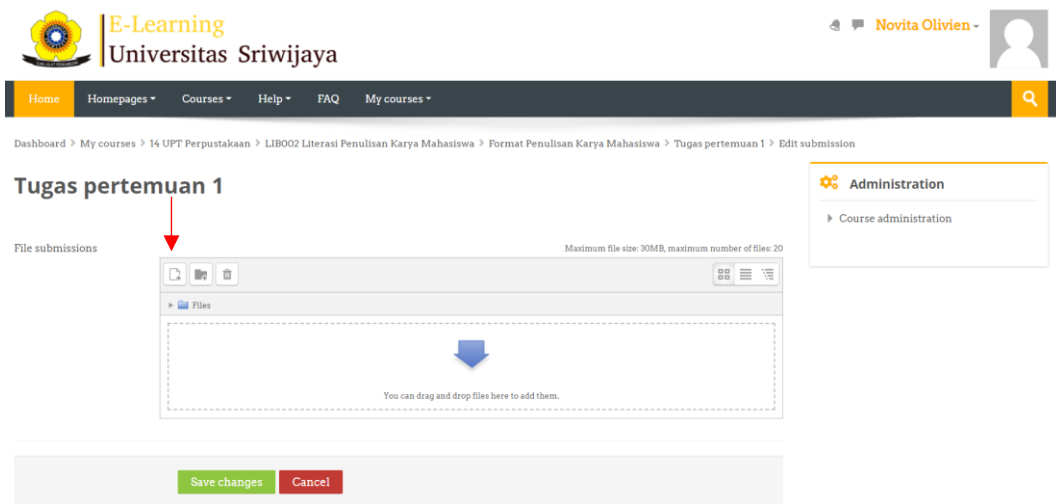 E-Learning
Universitas Sriwijaya
Novita Olivien
Home Homepages Courses Help FAQ My courses
Dashboard > My courses > 14 UPT Perpustakaan > LIB002 Literasi Penulisan Karya Mahasiswa > Format Penulisan Karya Mahasiswa > Tugas pertemuan 1 > Edit submission
Tugas pertemuan 1
Administration
Course administration
File submissions
Maximum file size: 30MB, maximum number of files: 20
Files
You can drag and drop files here to add them.
Save changes Cancel